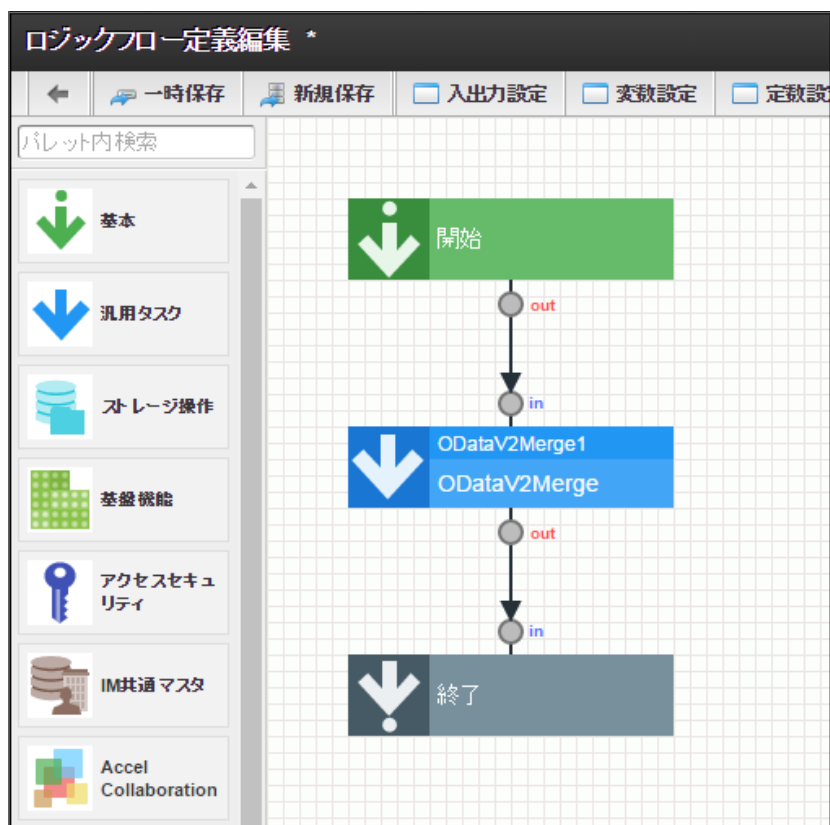 ロジックフロー定義編集 *
一時保存 新規保存 入出力設定 変数設定 定数設
パレット内検索
基本
汎用タスク
ストレージ操作
基盤機能
アクセスセキュ
リティ
IM共通マスタ
Accel
Collaboration
開始
out
in
ODataV2Merge1
ODataV2Merge
out
in
終了